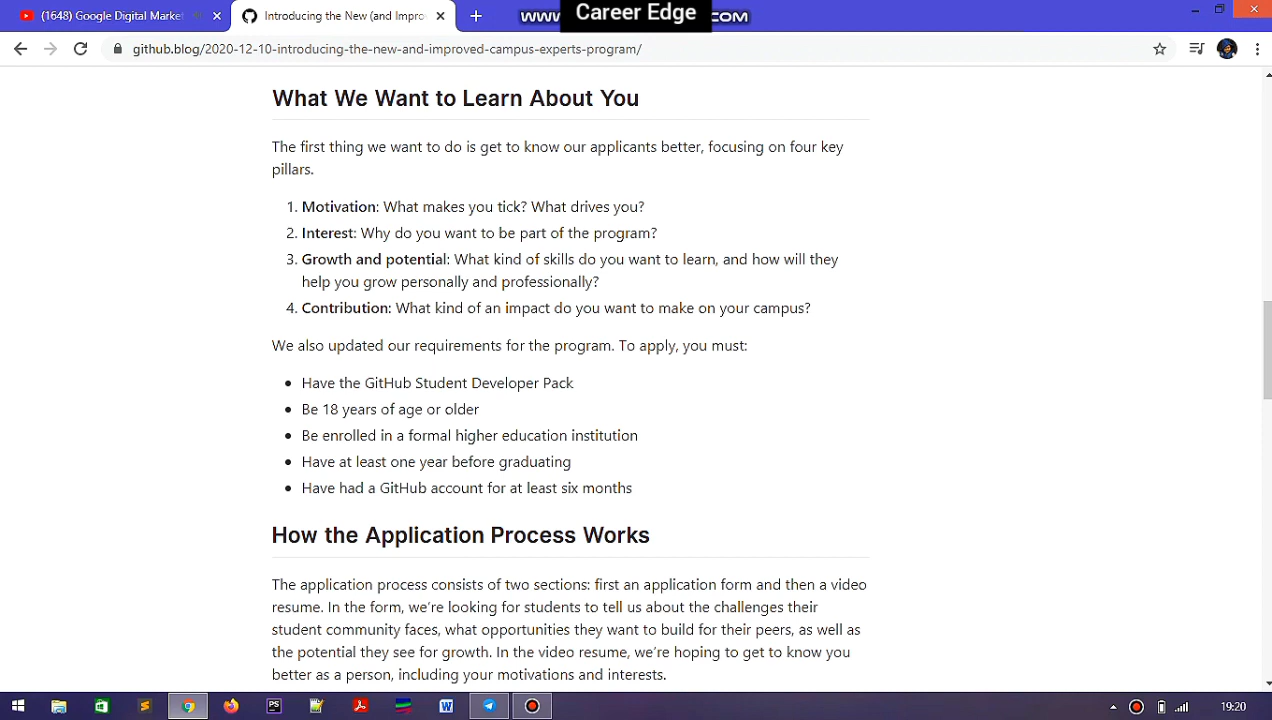 (1648) Google Digital Market
Introducing the New (and Impro
www
Career Edge
.COM
github.blog/2020-12-10-introducing-the-new-and-improved-campus-experts-program/
What We Want to Learn About You
The first thing we want to do is get to know our applicants better, focusing on four key
pillars.
1. Motivation: What makes you tick? What drives you?
2. Interest: Why do you want to be part of the program?
3. Growth and potential: What kind of skills do you want to learn, and how will they
help you grow personally and professionally?
4. Contribution: What kind of an impact do you want to make on your campus?
We also updated our requirements for the program. To apply, you must:
• Have the GitHub Student Developer Pack
• Be 18 years of age or older
• Be enrolled in a formal higher education institution
• Have at least one year before graduating
• Have had a GitHub account for at least six months
How the Application Process Works
The application process consists of two sections: first an application form and then a video
resume. In the form, we're looking for students to tell us about the challenges their
student community faces, what opportunities they want to build for their peers, as well as
the potential they see for growth. In the video resume, we're hoping to get to know you
better as a person, including your motivations and interests.
PS
W
19:20